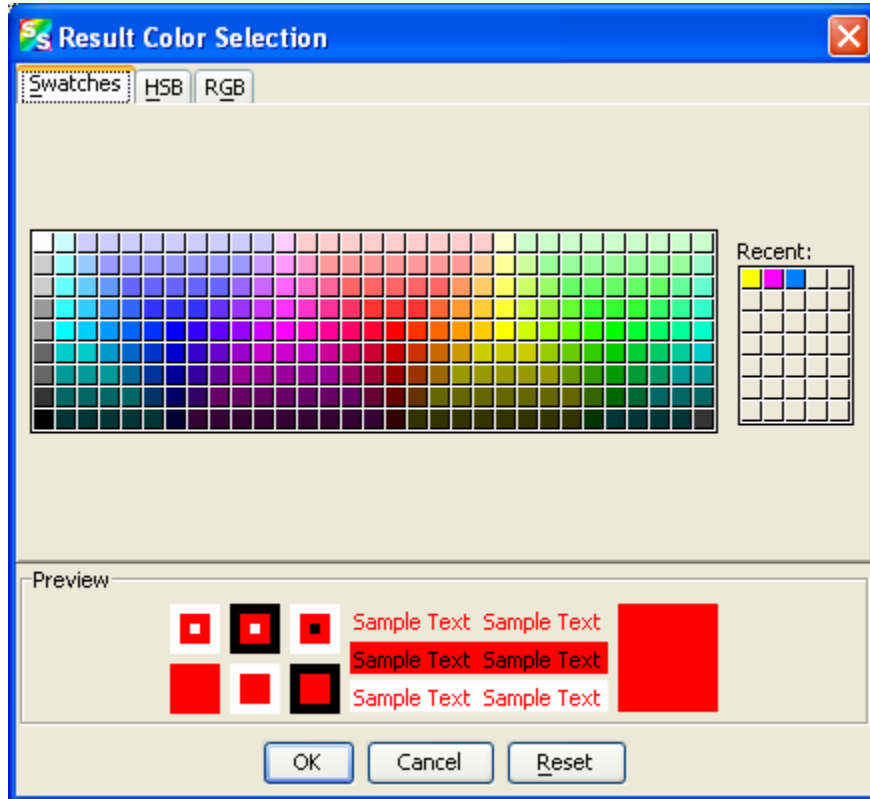 SS Result Color Selection
Swatches HSB RGB
Recent:
Preview
Sample Text Sample Text
Sample Text Sample Text
Sample Text Sample Text
OK Cancel Reset